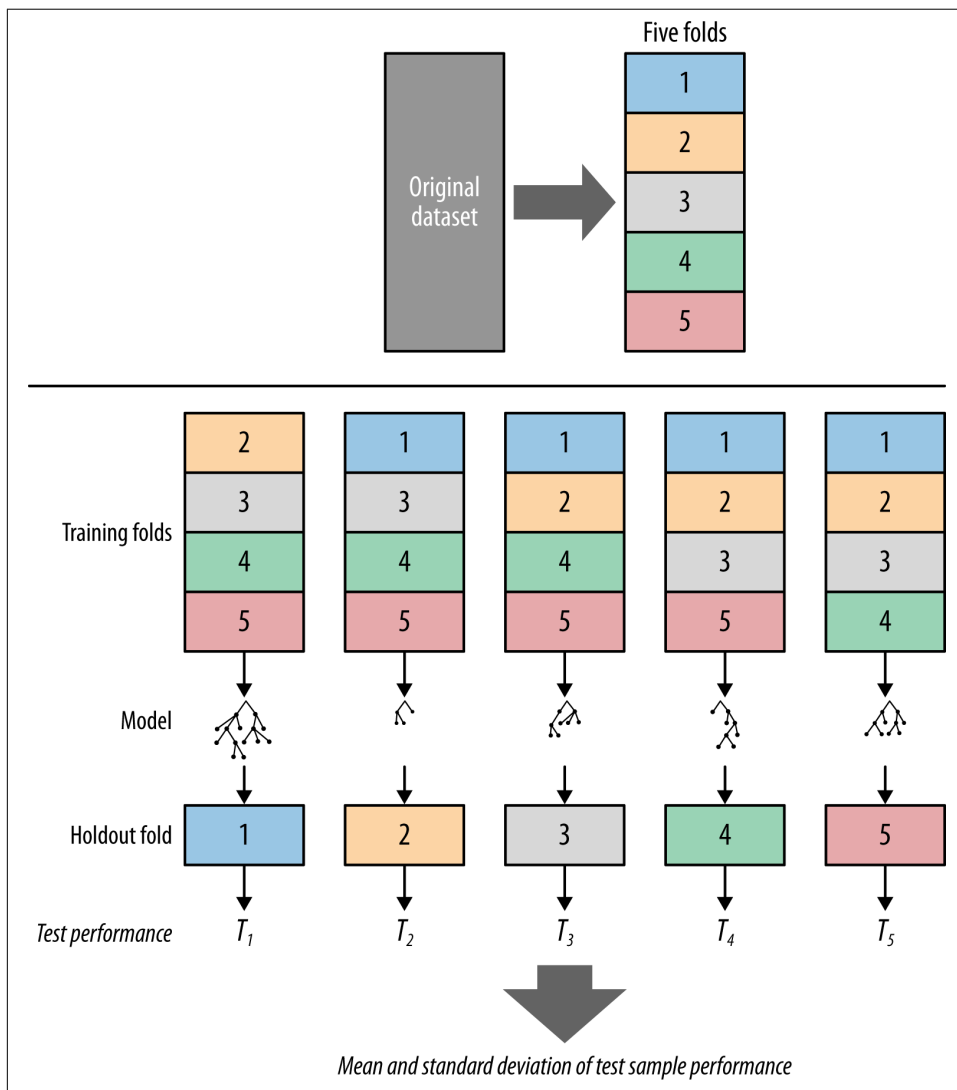 Five folds
1
2
Original
dataset
3
4
5
2 1 1 1 1
3 3 2 2 2
Training folds
4 4 4 3 3
5 5 5 5 4
Model
Holdout fold 1 2 3 4 5
Test performance T₁ T₂ T₃ T₄ T₅
Mean and standard deviation of test sample performance